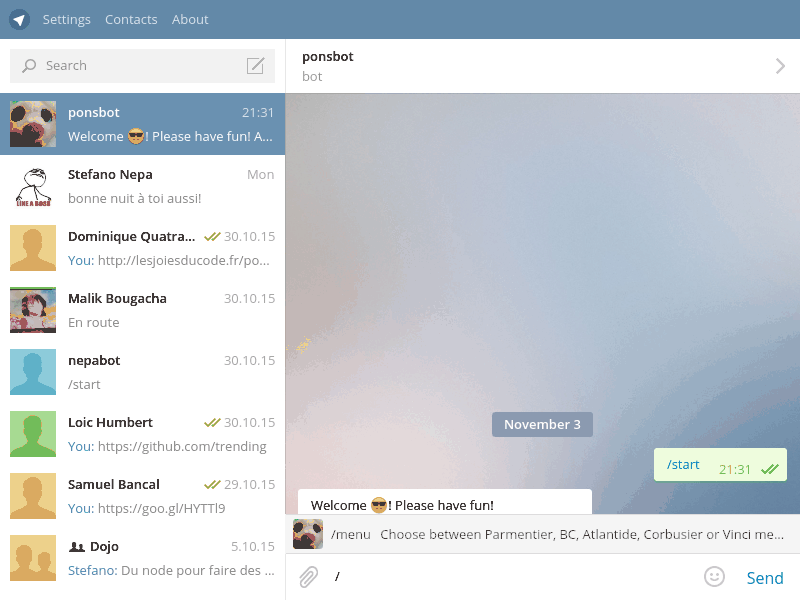 Settings Contacts About
Search
ponsbot 21:31
Welcome 😎! Please have fun! A...
Stefano Nepa Mon
bonne nuit à toi aussi!
LIKE A BOSS
Dominique Quatra... 30.10.15
You: http://lesjoiesducode.fr/po...
Malik Bougacha 30.10.15
En route
nepabot 30.10.15
/start
Loic Humbert 30.10.15
You: https://github.com/trending
Samuel Bancal 29.10.15
You: https://goo.gl/HYTTl9
Dojo 5.10.15
Stefano: Du node pour faire des ...
ponsbot
bot
November 3
/start 21:31
Welcome 😎! Please have fun!
/menu Choose between Parmentier, BC, Atlantide, Corbusier or Vinci me...
/
Send